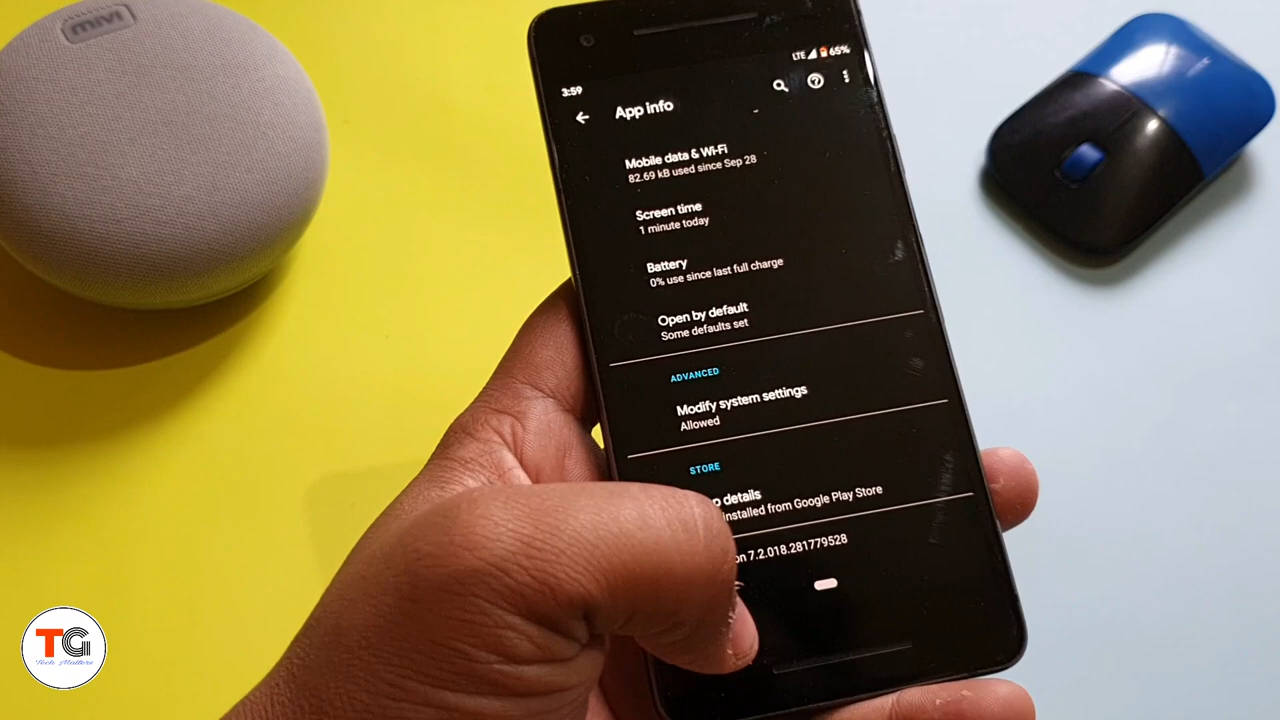 mivi
LTE 65%
3:59
App info
Mobile data & Wi-Fi
82.69 kB used since Sep 28
Screen time
1 minute today
Battery
0% use since last full charge
Open by default
Some defaults set
ADVANCED
Modify system settings
Allowed
STORE
details
installed from Google Play Store
7.2.018.281779528
TG
Tech Matters